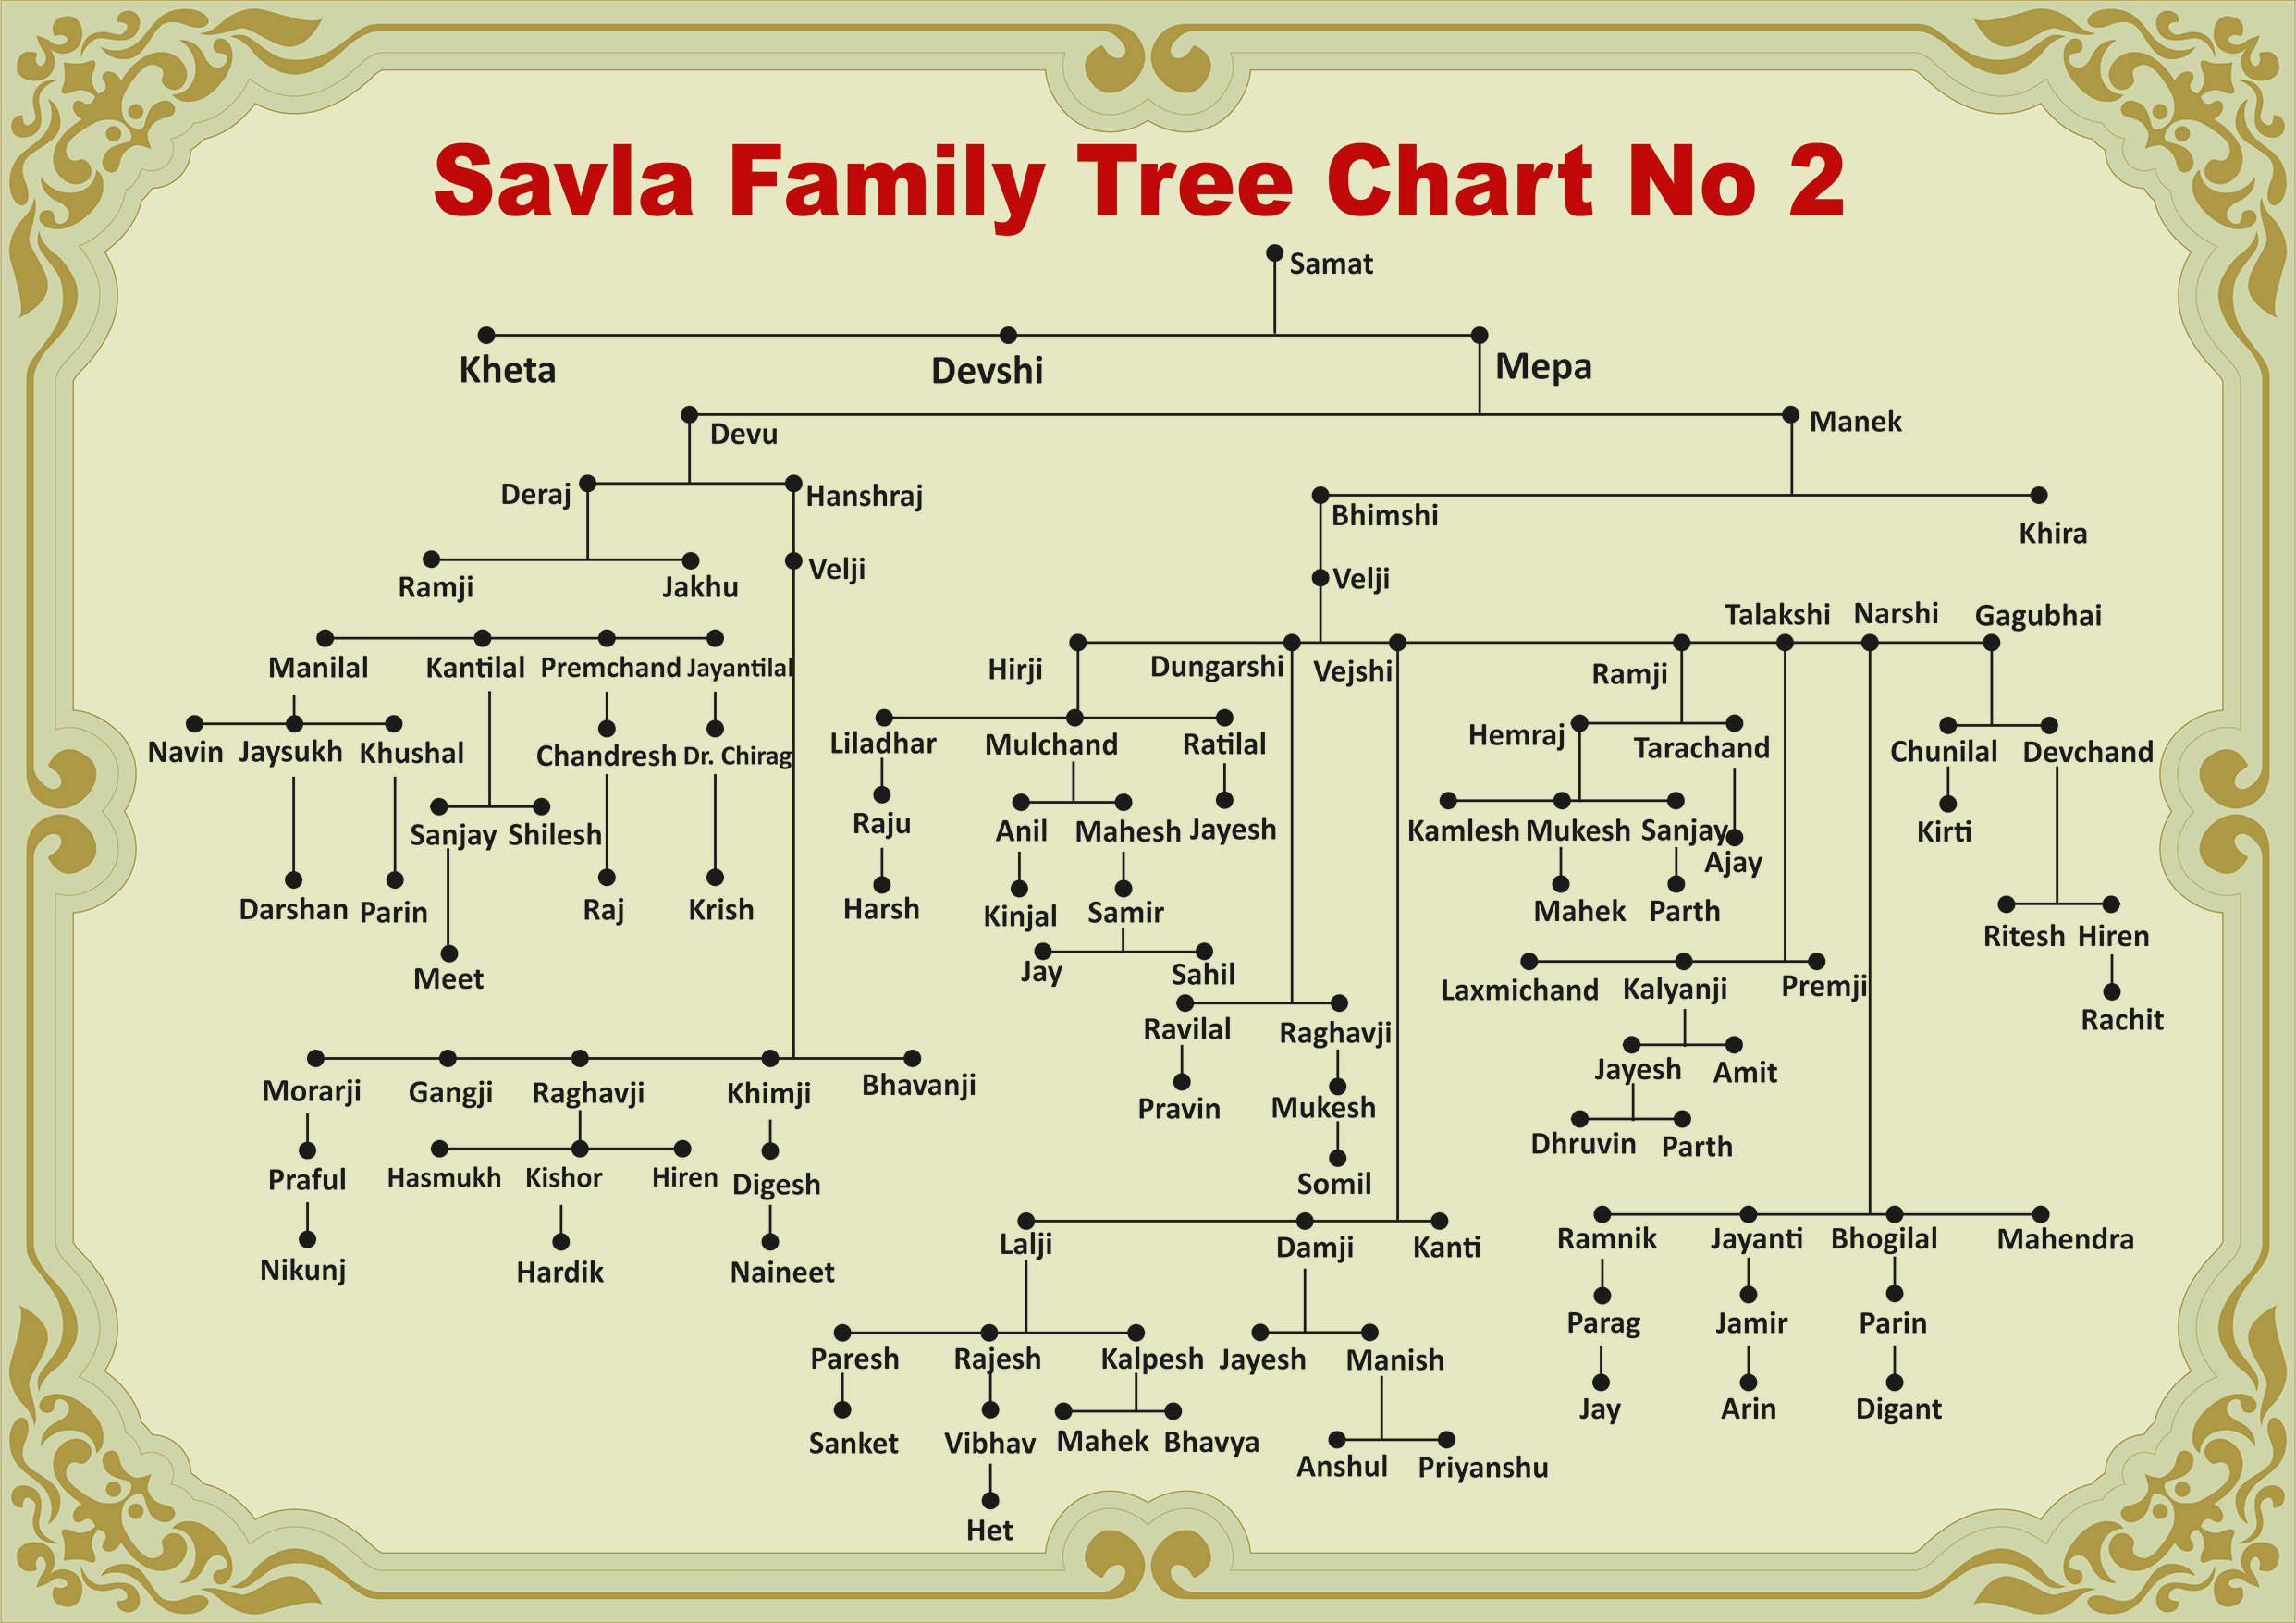 Savla Family Tree Chart No 2
Samat
Kheta Devshi Mepa
Devu Manek
Deraj Hanshraj Bhimshi Khira
Ramji Jakhu Velji Velji
Talakshi Narshi Gagubhai
Manilal Kantilal Premchand Jayantilal Hirji Dungarshi Vejshi Ramji
Navin Jaysukh Khushal Chandresh Dr. Chirag Liladhar Mulchand Ratilal Hemraj Tarachand Chunilal Devchand
Sanjay Shilesh Raju Anil Mahesh Jayesh Kamlesh Mukesh Sanjay Ajay Kirti
Darshan Parin Raj Krish Harsh Kinjal Samir Mahek Parth Ritesh Hiren
Meet Jay Sahil Laxmichand Kalyanji Premji Rachit
Ravilal Raghavji
Morarji Gangji Raghavji Khimji Bhavanji Pravin Mukesh Jayesh Amit
Praful Hasmukh Kishor Hiren Digesh Somil Dhruvin Parth
Nikunj Hardik Naineet Lalji Damji Kanti Ramnik Jayanti Bhogilal Mahendra
Paresh Rajesh Kalpesh Jayesh Manish Parag Jamir Parin
Sanket Vibhav Mahek Bhavya Anshul Priyanshu Jay Arin Digant
Het